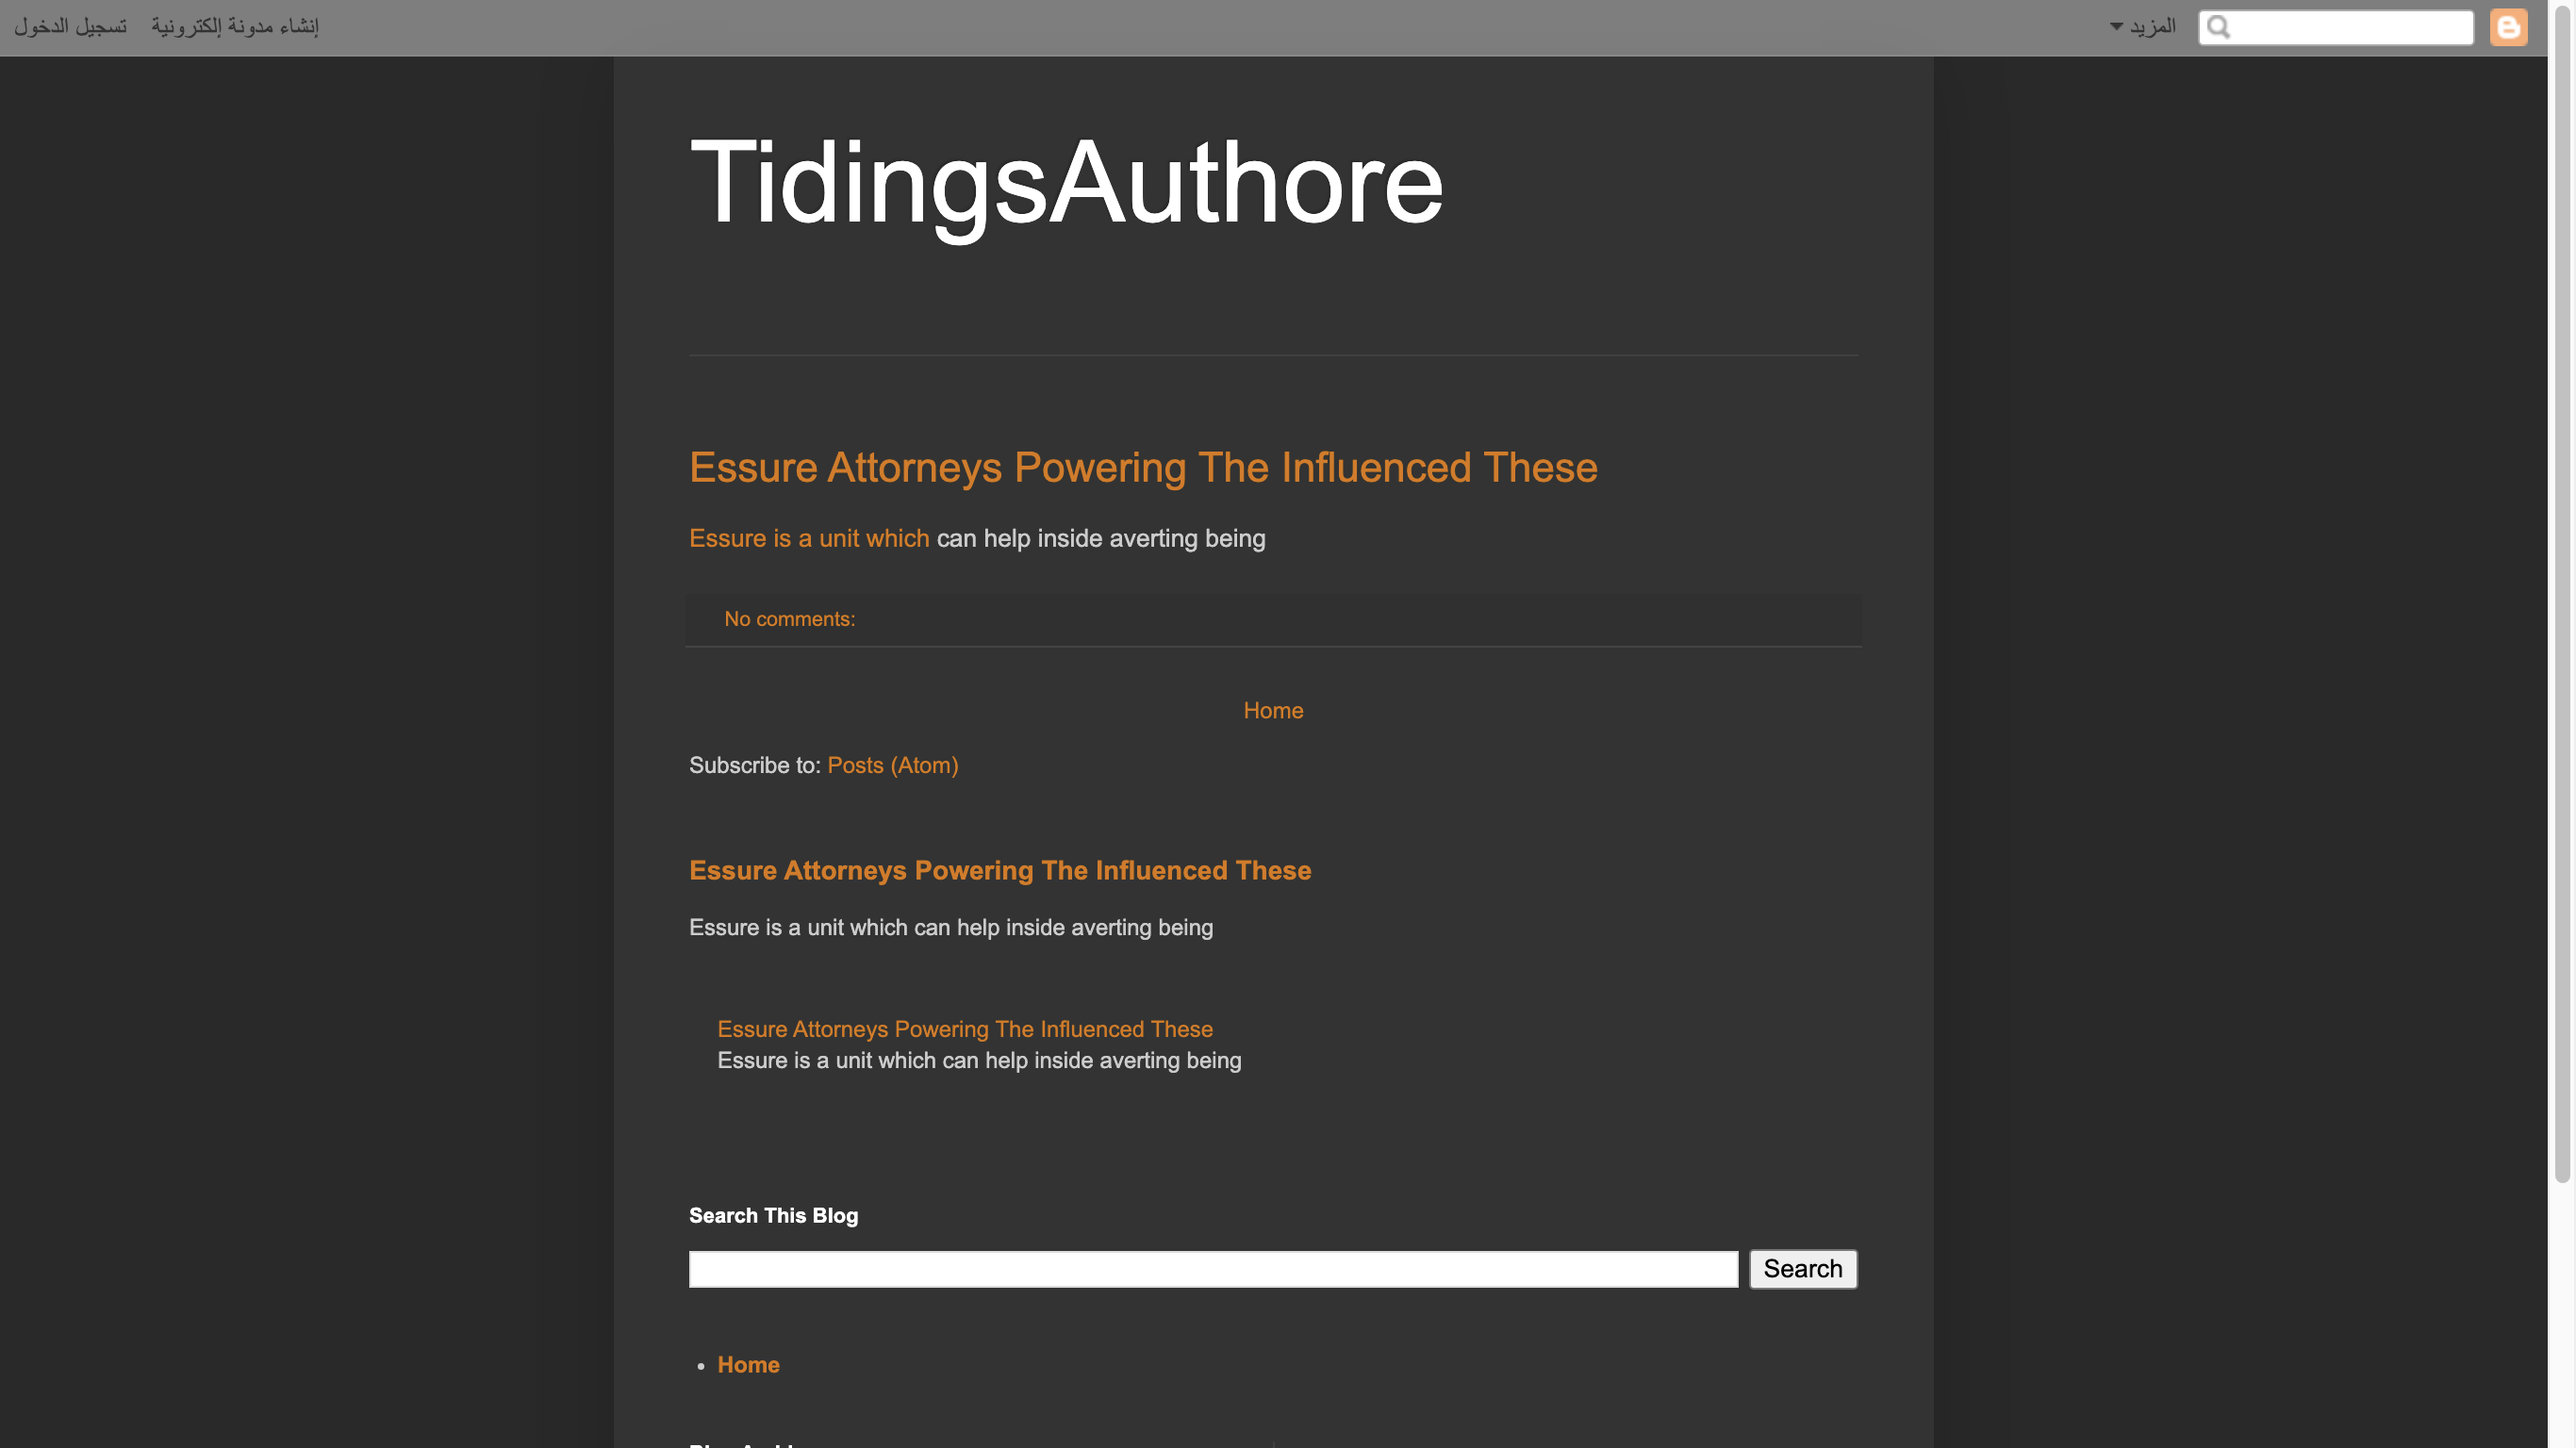 تسجيل الدخول
إنشاء مدونة إلكترونية
المزيد
TidingsAuthore
Essure Attorneys Powering The Influenced These
Essure is a unit which can help inside averting being
No comments:
Home
Subscribe to: Posts (Atom)
Essure Attorneys Powering The Influenced These
Essure is a unit which can help inside averting being
Essure Attorneys Powering The Influenced These
Essure is a unit which can help inside averting being
Search This Blog
Search
Home